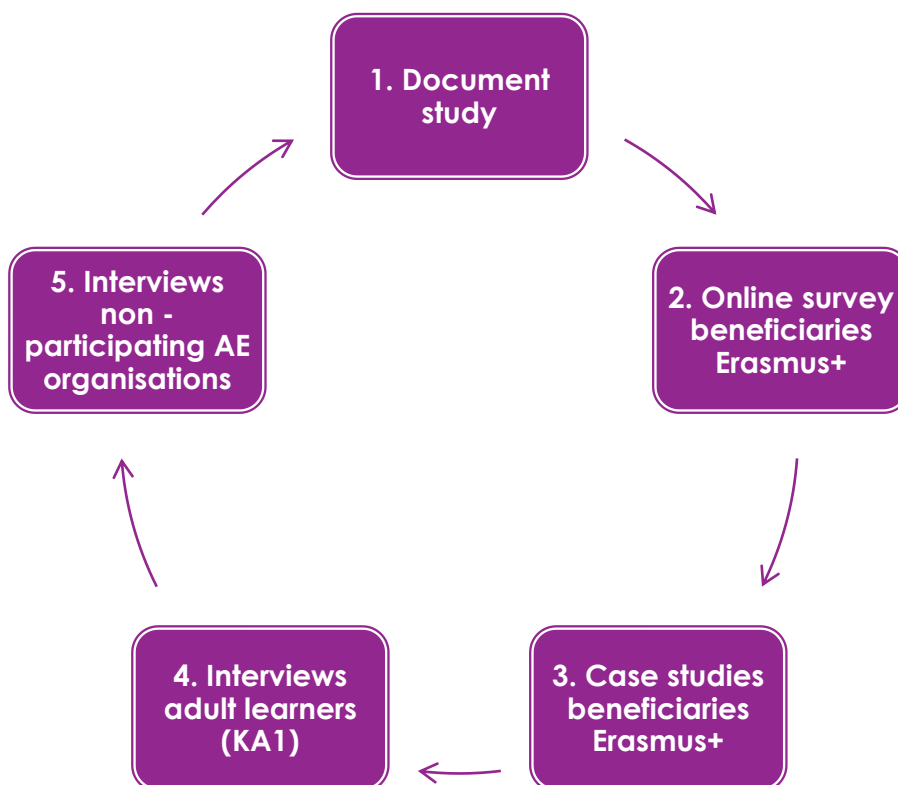 1. Document
study
2. Online survey
beneficiaries
Erasmus+
3. Case studies
beneficiaries
Erasmus+
4. Interviews
adult learners
(KA1)
5. Interviews
non -
participating AE
organisations